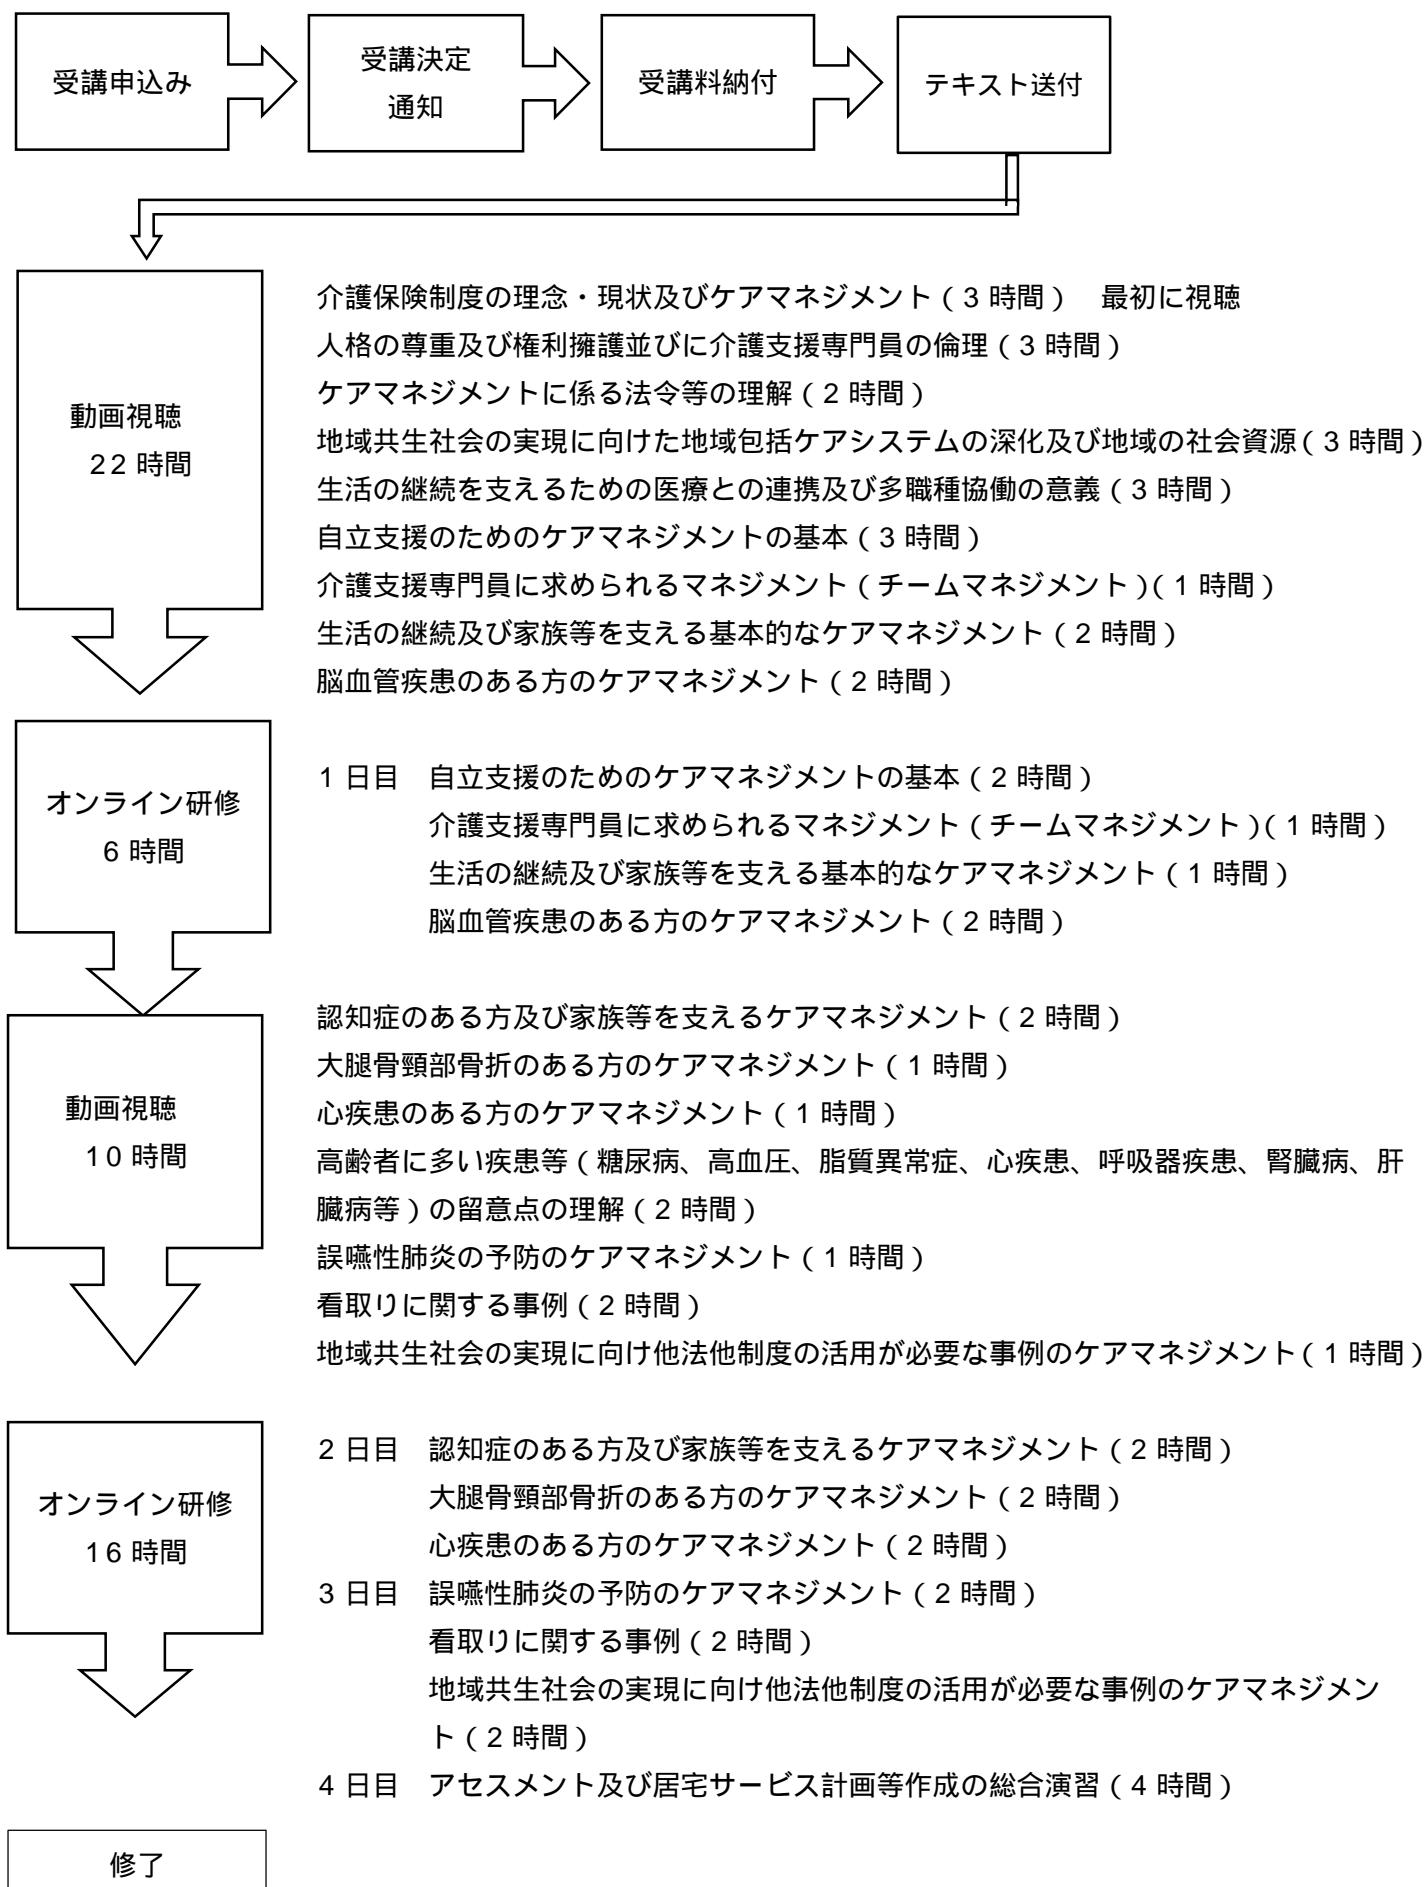 受講申込み
受講決定
通知
受講料納付
テキスト送付
動画視聴
22 時間
介護保険制度の理念・現状及びケアマネジメント(3 時間) 最初に視聴
人格の尊重及び権利擁護並びに介護支援専門員の倫理(3 時間)
ケアマネジメントに係る法令等の理解(2 時間)
地域共生社会の実現に向けた地域包括ケアシステムの深化及び地域の社会資源(3 時間)
生活の継続を支えるための医療との連携及び多職種協働の意義(3 時間)
自立支援のためのケアマネジメントの基本(3 時間)
介護支援専門員に求められるマネジメント(チームマネジメント)(1 時間)
生活の継続及び家族等を支える基本的なケアマネジメント(2 時間)
脳血管疾患のある方のケアマネジメント(2 時間)
オンライン研修
6 時間
1 日目 自立支援のためのケアマネジメントの基本(2 時間)
介護支援専門員に求められるマネジメント(チームマネジメント)(1 時間)
生活の継続及び家族等を支える基本的なケアマネジメント(1 時間)
脳血管疾患のある方のケアマネジメント(2 時間)
動画視聴
10 時間
認知症のある方及び家族等を支えるケアマネジメント(2 時間)
大腿骨頸部骨折のある方のケアマネジメント(1 時間)
心疾患のある方のケアマネジメント(1 時間)
高齢者に多い疾患等(糖尿病、高血圧、脂質異常症、心疾患、呼吸器疾患、腎臓病、肝
臓病等)の留意点の理解(2 時間)
誤嚥性肺炎の予防のケアマネジメント(1 時間)
看取りに関する事例(2 時間)
地域共生社会の実現に向け他法他制度の活用が必要な事例のケアマネジメント(1 時間)
オンライン研修
16 時間
2 日目 認知症のある方及び家族等を支えるケアマネジメント(2 時間)
大腿骨頸部骨折のある方のケアマネジメント(2 時間)
心疾患のある方のケアマネジメント(2 時間)
3 日目 誤嚥性肺炎の予防のケアマネジメント(2 時間)
看取りに関する事例(2 時間)
地域共生社会の実現に向け他法他制度の活用が必要な事例のケアマネジメン
ト(2 時間)
4 日目 アセスメント及び居宅サービス計画等作成の総合演習(4 時間)
修了